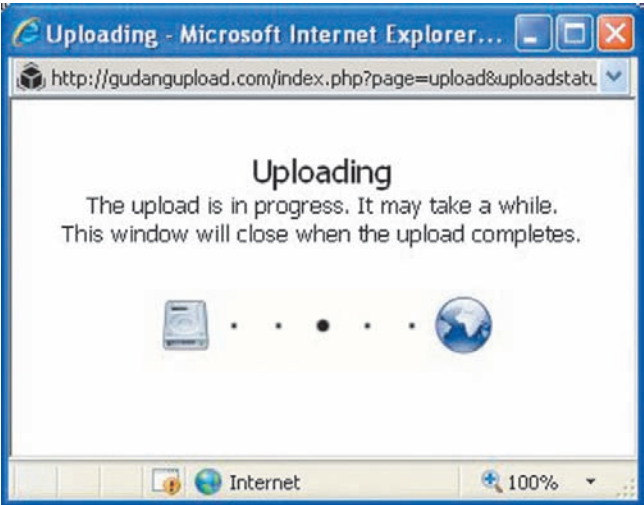 Uploading - Microsoft Internet Explorer...
http://gudangupload.com/index.php?page=upload&uploadstatu
Uploading
The upload is in progress. It may take a while.
This window will close when the upload completes.
Internet
100%